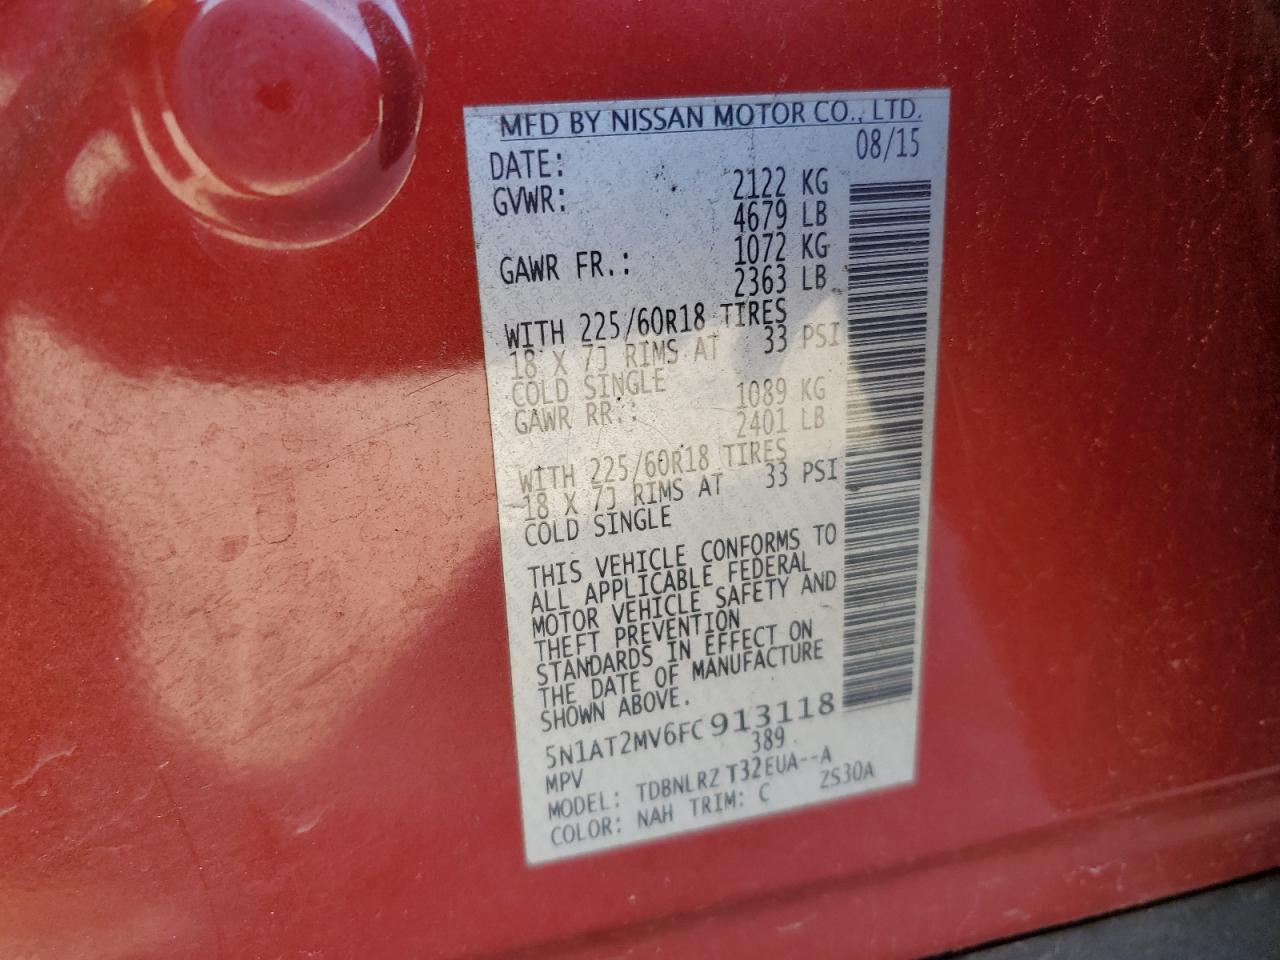 MFD BY NISSAN MOTOR CO., LTD.
DATE: 08/15
GVWR: 2122 KG
4679 LB
GAWR FR.: 1072 KG
2363 LB
WITH 225/60R18 TIRES
18 X 7J RIMS AT 33 PSI
COLD SINGLE
GAWR RR.: 1089 KG
2401 LB
WITH 225/60R18 TIRES
18 X 7J RIMS AT 33 PSI
COLD SINGLE
THIS VEHICLE CONFORMS TO
ALL APPLICABLE FEDERAL
MOTOR VEHICLE SAFETY AND
THEFT PREVENTION
STANDARDS IN EFFECT ON
THE DATE OF MANUFACTURE
SHOWN ABOVE.
5N1AT2MV6FC913118
MPV 389
MODEL: TDBNLRZ T32EUA--A
COLOR: NAH TRIM: C ZS30A